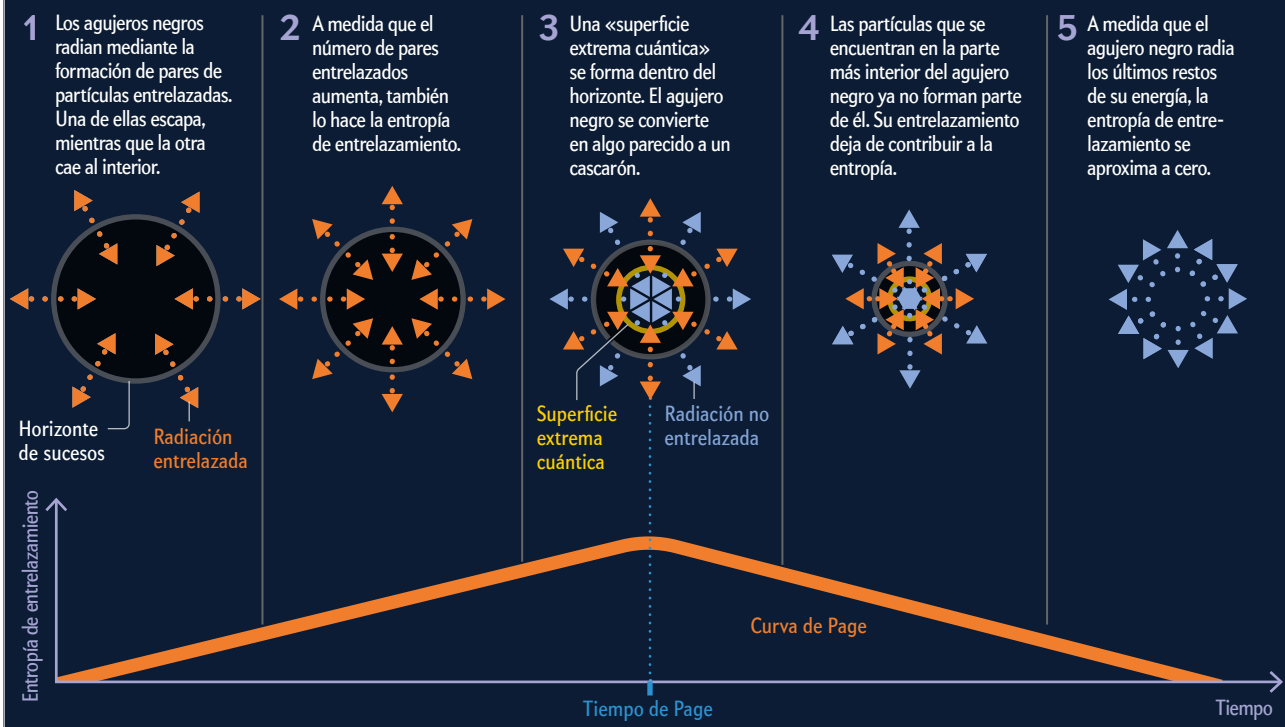 1 Los agujeros negros
radian mediante la
formación de pares de
partículas entrelazadas.
Una de ellas escapa,
mientras que la otra
cae al interior.
2 A medida que el
número de pares
entrelazados
aumenta, también
lo hace la entropía
de entrelazamiento.
3 Una «superficie
extrema cuántica»
se forma dentro del
horizonte. El agujero
negro se convierte
en algo parecido a un
cascarón.
4 Las partículas que se
encuentran en la parte
más interior del agujero
negro ya no forman parte
de él. Su entrelazamiento
deja de contribuir a la
entropía.
5 A medida que el
agujero negro radia
los últimos restos
de su energía, la
entropía de entre-
lazamiento se
aproxima a cero.
Horizonte
de sucesos
Radiación
entrelazada
Superficie
extrema
cuántica
Radiación no
entrelazada
Entropía de entrelazamiento
Curva de Page
Tiempo de Page
Tiempo